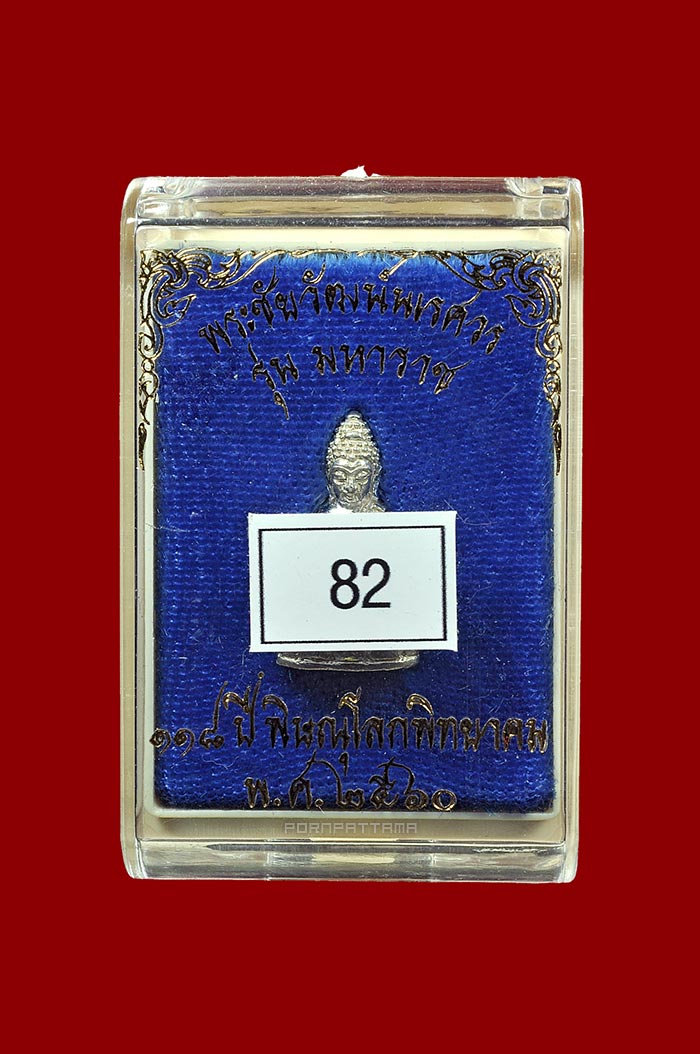 พระชัยวัฒน์นเรศวร
รุ่น มหาราช
82
๑๑๘ ปี พิษณุโลกพิทยาคม
พ.ศ.๒๕๖๐
PORNPATTAMA